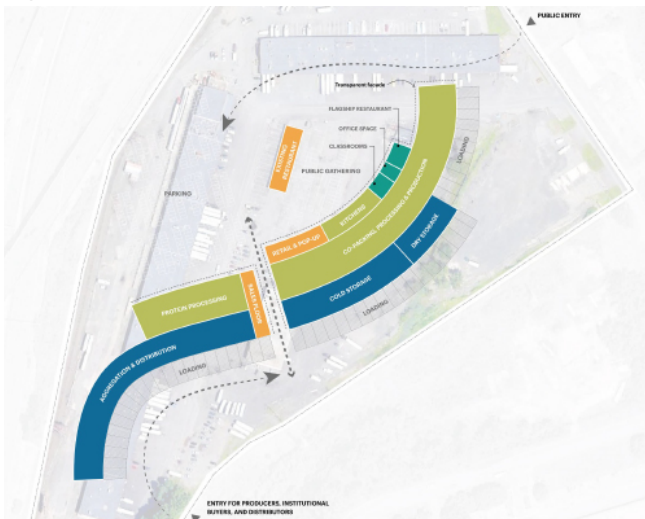 PUBLIC ENTRY
Transparent facade
FLAGSHIP RESTAURANT
OFFICE SPACE
CLASSROOMS
PUBLIC GATHERING
EXISTING
RESTAURANT
PARKING
LOADING
KITCHENS
CO-PACKING, PROCESSING & PRODUCTION
RETAIL & POP-UP
DRY STORAGE
COLD STORAGE
LOADING
PROTEIN PROCESSING
SALES FLOOR
AGGREGATION & DISTRIBUTION
LOADING
ENTRY FOR PRODUCERS, INSTITUTIONAL
BUYERS, AND DISTRIBUTORS